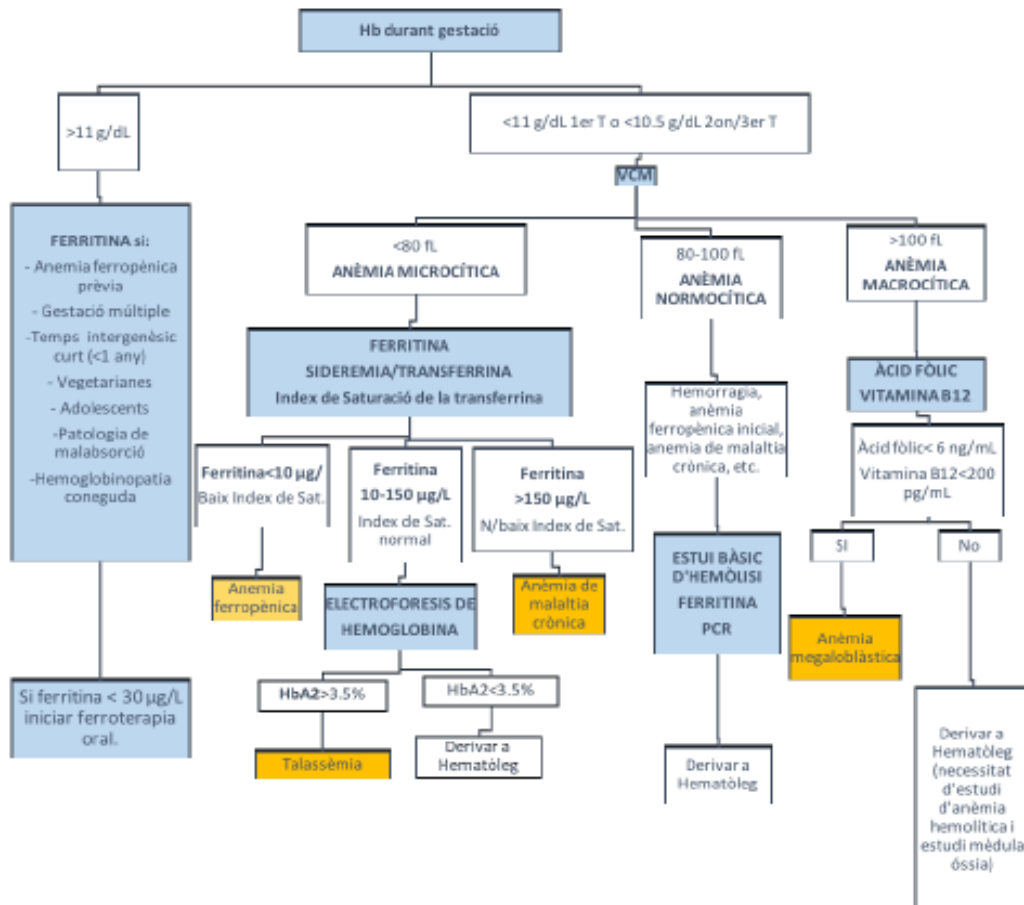 Hb durant gestació
>11 g/dL
<11 g/dL 1er T o <10.5 g/dL 2on/3er T
VCM
FERRITINA si:
- Anemia ferropènica
prèvia
- Gestació múltiple
-Temps intergenèsic
curt (<1 any)
- Vegetarianes
- Adolescents
-Patologia de
malabsorció
-Hemoglobinopatia
coneguda
Si ferritina < 30 µg/L
iniciar ferroterapia
oral.
<80 fL
ANÈMIA MICROCÍTICA
FERRITINA
SIDEREMIA/TRANSFERRINA
Index de Saturació de la transferrina
Ferritina<10 µg/
Baix Index de Sat.
Anemia
ferropènica
Ferritina
10-150 µg/L
Index de Sat.
normal
ELECTROFORESIS DE
HEMOGLOBINA
HbA2>3.5%
Talassèmia
HbA2<3.5%
Derivar a
Hematòleg
Ferritina
>150 µg/L
N/baix Index de Sat.
Anèmia de
malaltia
crònica
80-100 fL
ANÈMIA
NORMOCÍTICA
Hemorragia,
anèmia
ferropènica inicial,
anemia de malaltia
crònica, etc.
ESTUI BÀSIC
D'HEMÒLISI
FERRITINA
PCR
Derivar a
Hematòleg
>100 fL
ANÈMIA
MACROCÍTICA
ÀCID FÒLIC
VITAMINA B12
Àcid fòlic< 6 ng/mL
Vitamina B12<200
pg/mL
SI
Anèmia
megaloblàstica
No
Derivar a
Hematòleg
(necessitat
d'estudi
d'anèmia
hemolítica i
estudi mèdula
óssia)